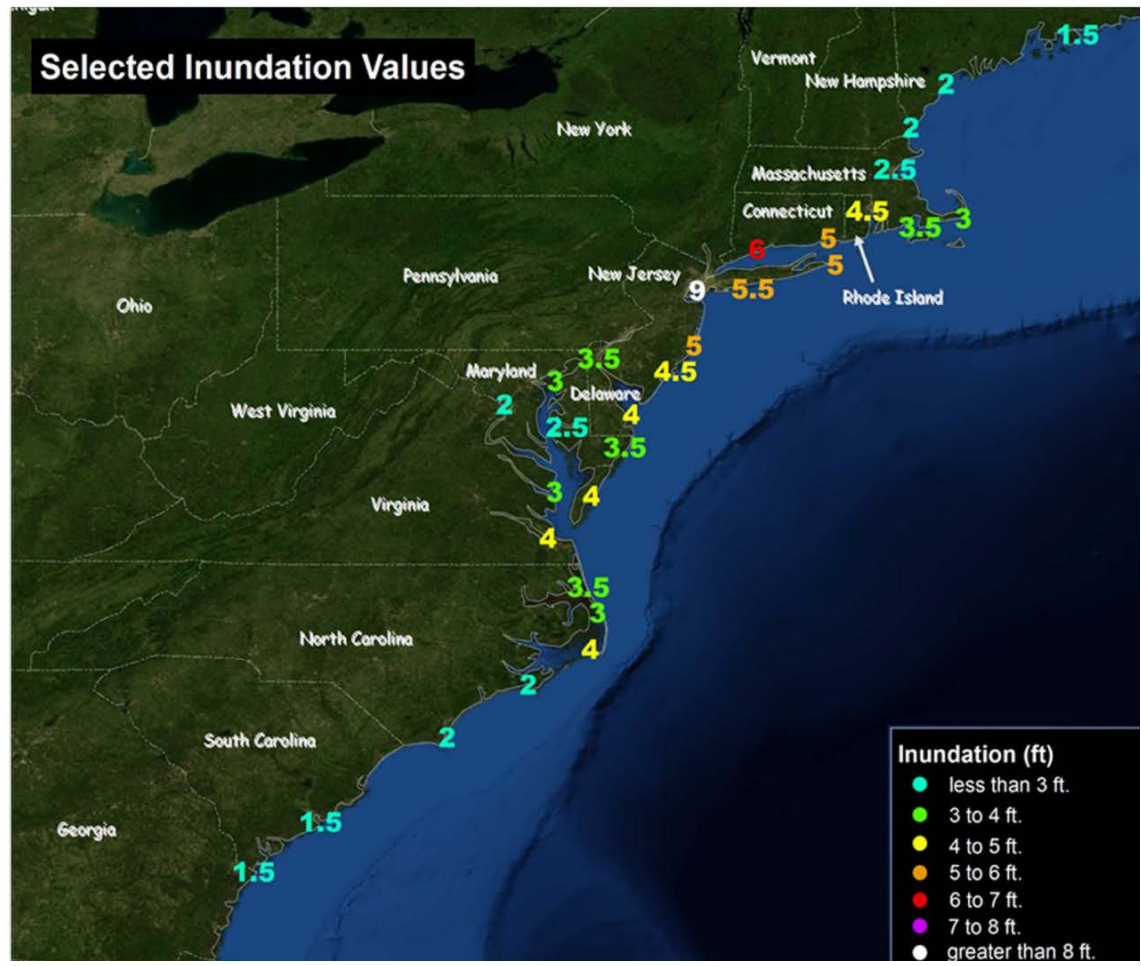 Selected Inundation Values
1.5
Vermont
New Hampshire
2
New York
2
Massachusetts
2.5
Connecticut
4.5
3.5
3
6
5
5
Pennsylvania
New Jersey
9
5.5
Rhode Island
Ohio
5
3.5
4.5
Maryland
3
Delaware
2
4
West Virginia
2.5
3.5
Virginia
3
4
4
3.5
3
North Carolina
4
2
South Carolina
2
Georgia
1.5
1.5
Inundation (ft)
less than 3 ft.
3 to 4 ft.
4 to 5 ft.
5 to 6 ft.
6 to 7 ft.
7 to 8 ft.
greater than 8 ft.